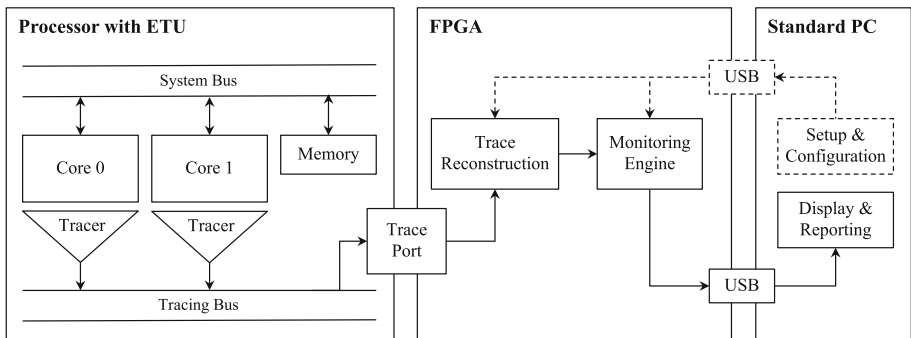 Processor with ETU
System Bus
Core 0
Core 1
Memory
Tracer
Tracer
Tracing Bus
Trace
Port
FPGA
Trace
Reconstruction
Monitoring
Engine
USB
USB
Standard PC
Setup &
Configuration
Display &
Reporting